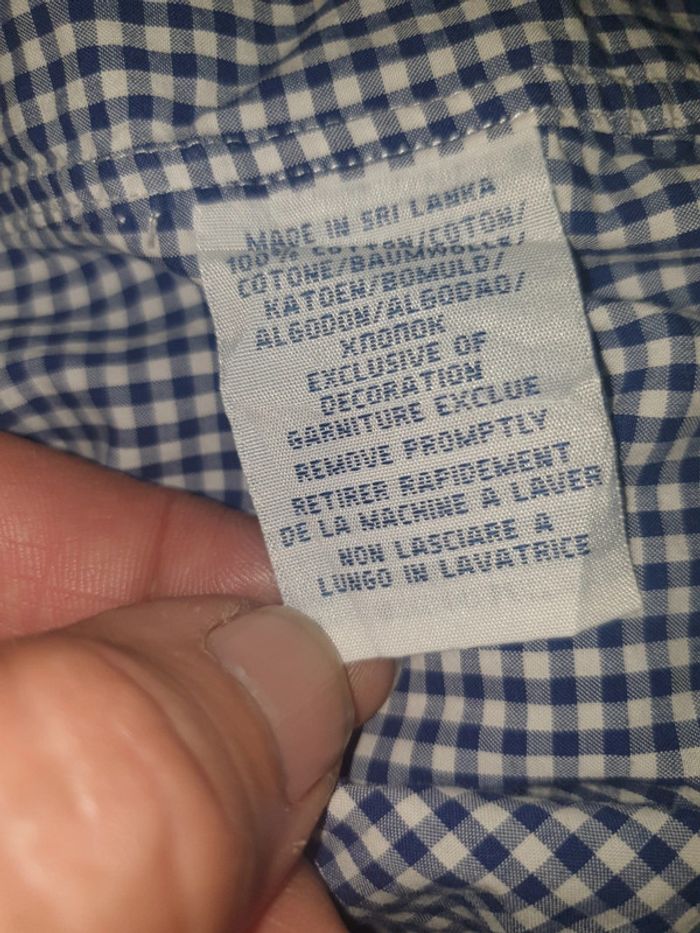 MADE IN SRI LANKA
100% COTTON/COTON/
COTONE/BAUMWOLLE/
KATOEN/BOMULD/
ALGODON/ALGODAO/
ΧΠΟΠΟΚ
EXCLUSIVE OF
DECORATION
GARNITURE EXCLUE
REMOVE PROMPTLY
RETIRER RAPIDEMENT
DE LA MACHINE A LAVER
NON LASCIARE A
LUNGO IN LAVATRICE